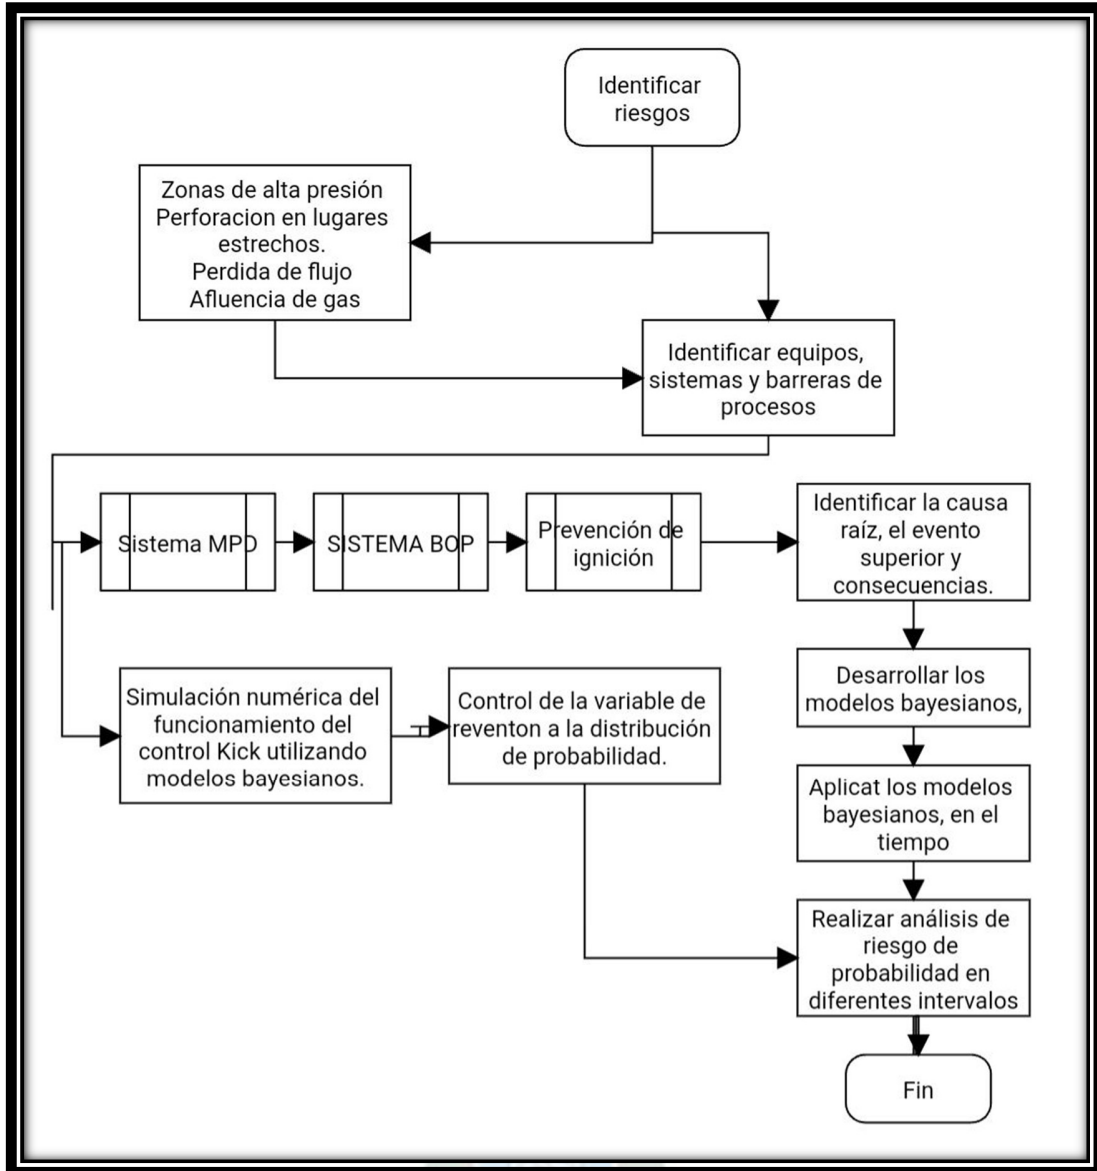 Identificar
riesgos
Zonas de alta presión
Perforacion en lugares
estrechos.
Perdida de flujo
Afluencia de gas
Identificar equipos,
sistemas y barreras de
procesos
Sistema MPD
SISTEMA BOP
Prevención de
ignición
Identificar la causa
raíz, el evento
superior y
consecuencias.
Simulación numérica del
funcionamiento del
control Kick utilizando
modelos bayesianos.
Control de la variable de
reventon a la distribución
de probabilidad.
Desarrollar los
modelos bayesianos,
Aplicat los modelos
bayesianos, en el
tiempo
Realizar análisis de
riesgo de
probabilidad en
diferentes intervalos
Fin